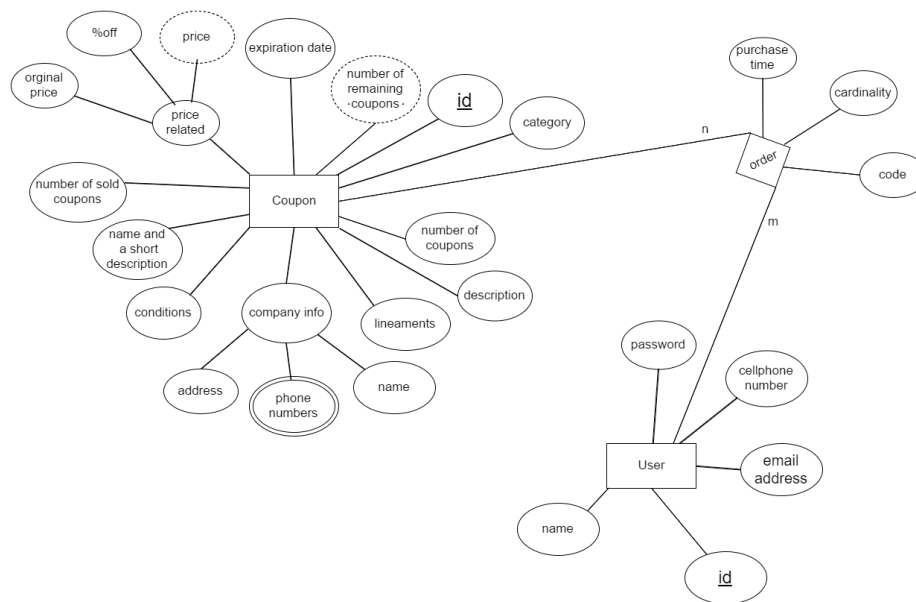 %off
price
expiration date
orginal
price
price
related
number of
remaining
coupons
id
category
purchase
time
cardinality
order
code
n
m
number of sold
coupons
Coupon
name and
a short
description
number of
coupons
conditions
company info
lineaments
description
address
phone
numbers
name
password
cellphone
number
User
email
address
name
id